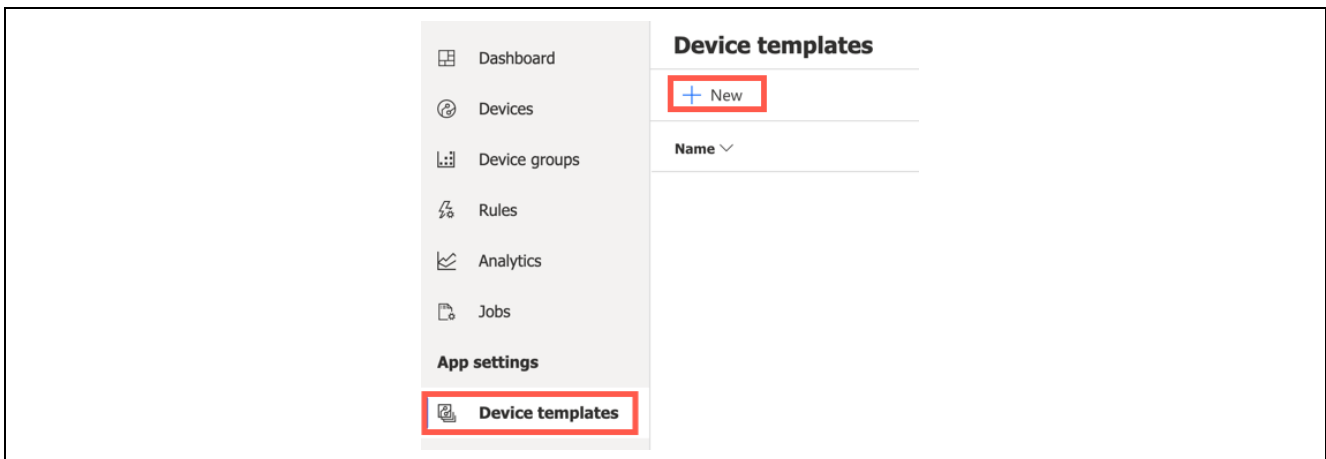 Dashboard
Devices
Device groups
Rules
Analytics
Jobs
App settings
Device templates
Device templates
New
Name